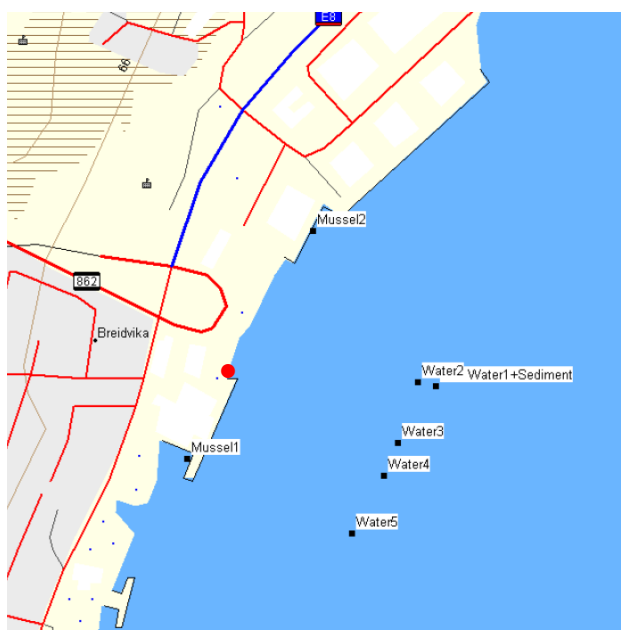 E8
66
Mussel2
862
Breidvika
Water2
Water1+Sediment
Water3
Mussel1
Water4
Water5